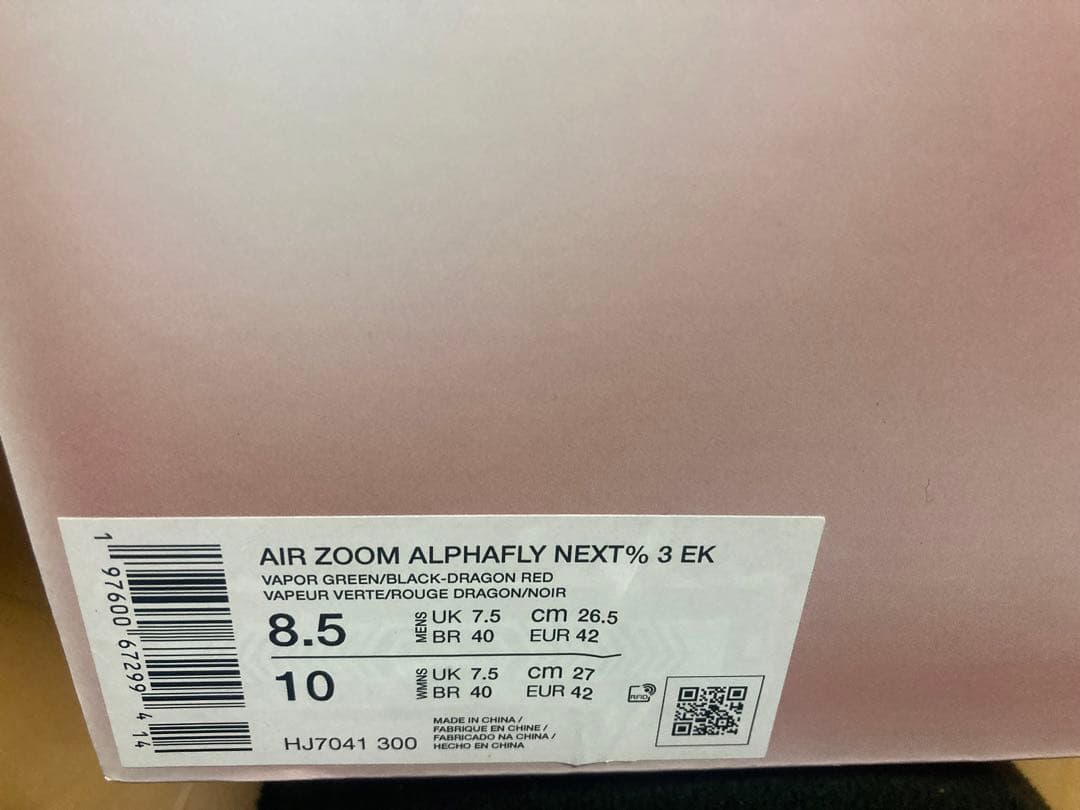 AIR ZOOM ALPHAFLY NEXT% 3 EK
VAPOR GREEN/BLACK-DRAGON RED
VAPEUR VERTE/ROUGE DRAGON/NOIR
8.5 MENS UK 7.5 cm 26.5
BR 40 EUR 42
10 WMNS UK 7.5 cm 27
BR 40 EUR 42
RFID
HJ7041 300
MADE IN CHINA /
FABRIQUE EN CHINE /
FABRICADO NA CHINA /
HECHO EN CHINA
1 97600 67299 4 14